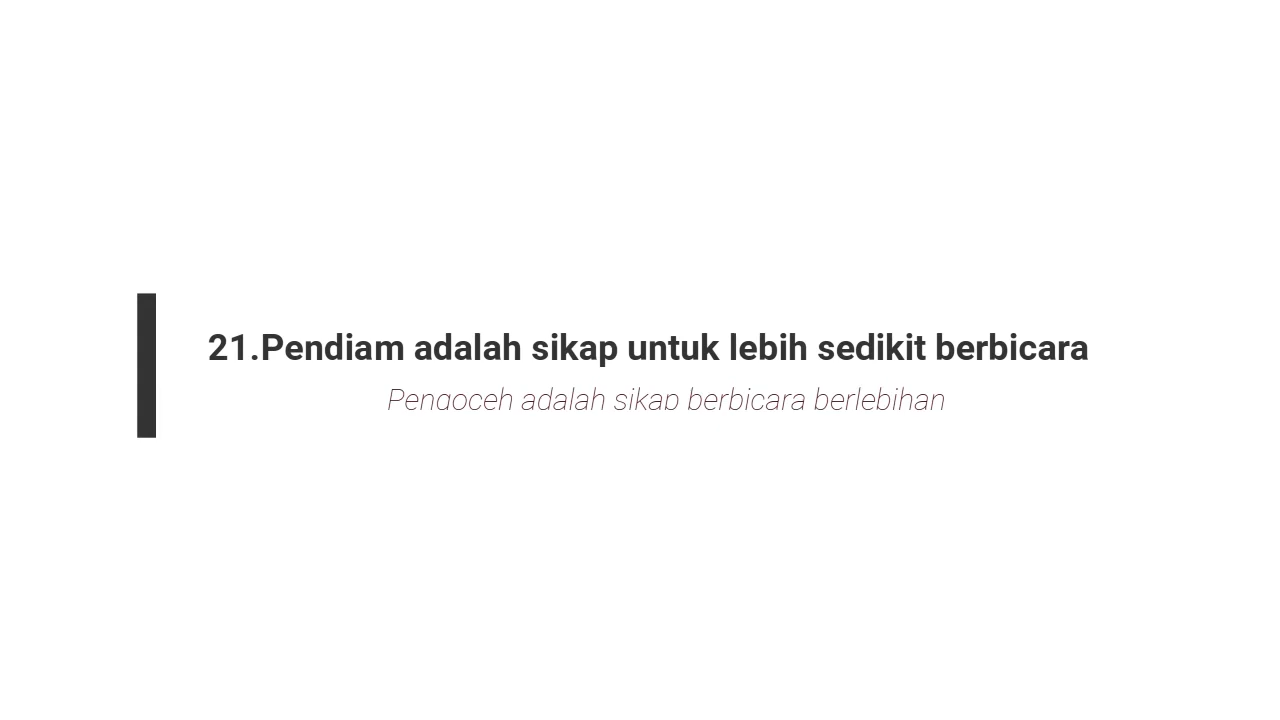 21.Pendiam adalah sikap untuk lebih sedikit berbicara
Pengoceh adalah sikap berbicara berlebihan